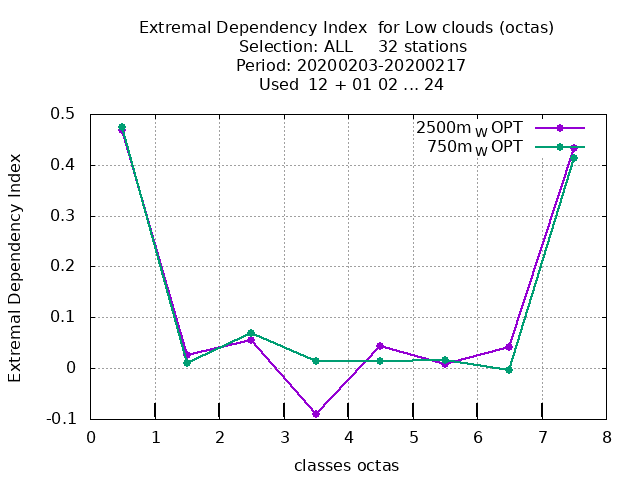 Extremal Dependency Index  for Low clouds (octas)
Selection: ALL     32 stations
Period: 20200203-20200217
Used  12 + 01 02 ... 24
2500m W OPT
750m W OPT
Extremal Dependency Index
0.5
0.4
0.3
0.2
0.1
0
-0.1
0 1 2 3 4 5 6 7 8
classes octas